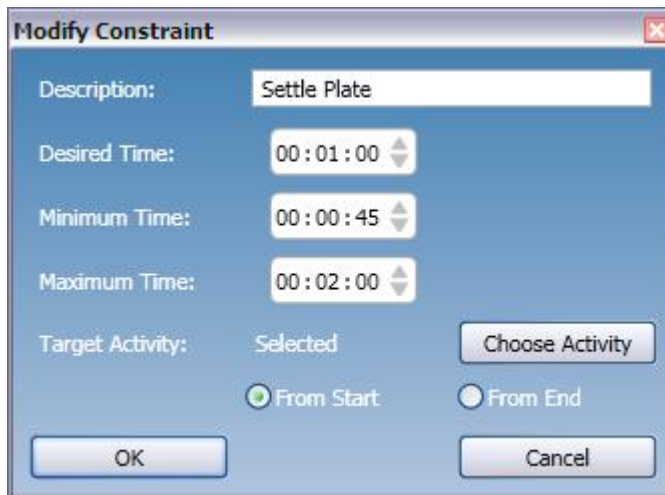 Modify Constraint
Description: Settle Plate
Desired Time: 00:01:00
Minimum Time: 00:00:45
Maximum Time: 00:02:00
Target Activity: Selected Choose Activity
From Start From End
OK Cancel